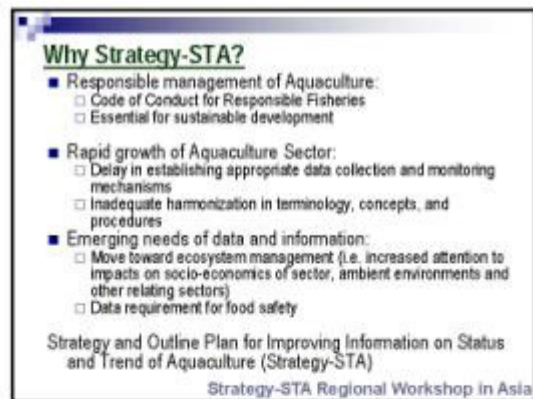 Why Strategy-STA?
Responsible management of Aquaculture:
Code of Conduct for Responsible Fisheries
Essential for sustainable development
Rapid growth of Aquaculture Sector:
Delay in establishing appropriate data collection and monitoring
mechanisms
Inadequate harmonization in terminology, concepts, and
procedures
Emerging needs of data and information:
Move toward ecosystem management (i.e. increased attention to
impacts on socio-economics of sector, ambient environments and
other relating sectors)
Data requirement for food safety
Strategy and Outline Plan for Improving Information on Status
and Trend of Aquaculture (Strategy-STA)
Strategy-STA Regional Workshop in Asia